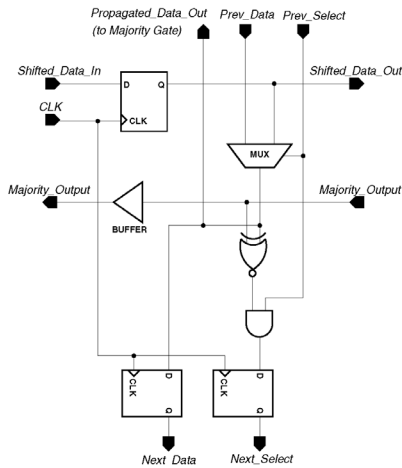 Propagated_Data_Out
(to Majority Gate)
Prev_Data
Prev_Select
Shifted_Data_In
D
Q
CLK
Shifted_Data_Out
CLK
MUX
Majority_Output
BUFFER
Majority_Output
CLK
D
Q
CLK
D
Q
Next_Data
Next_Select